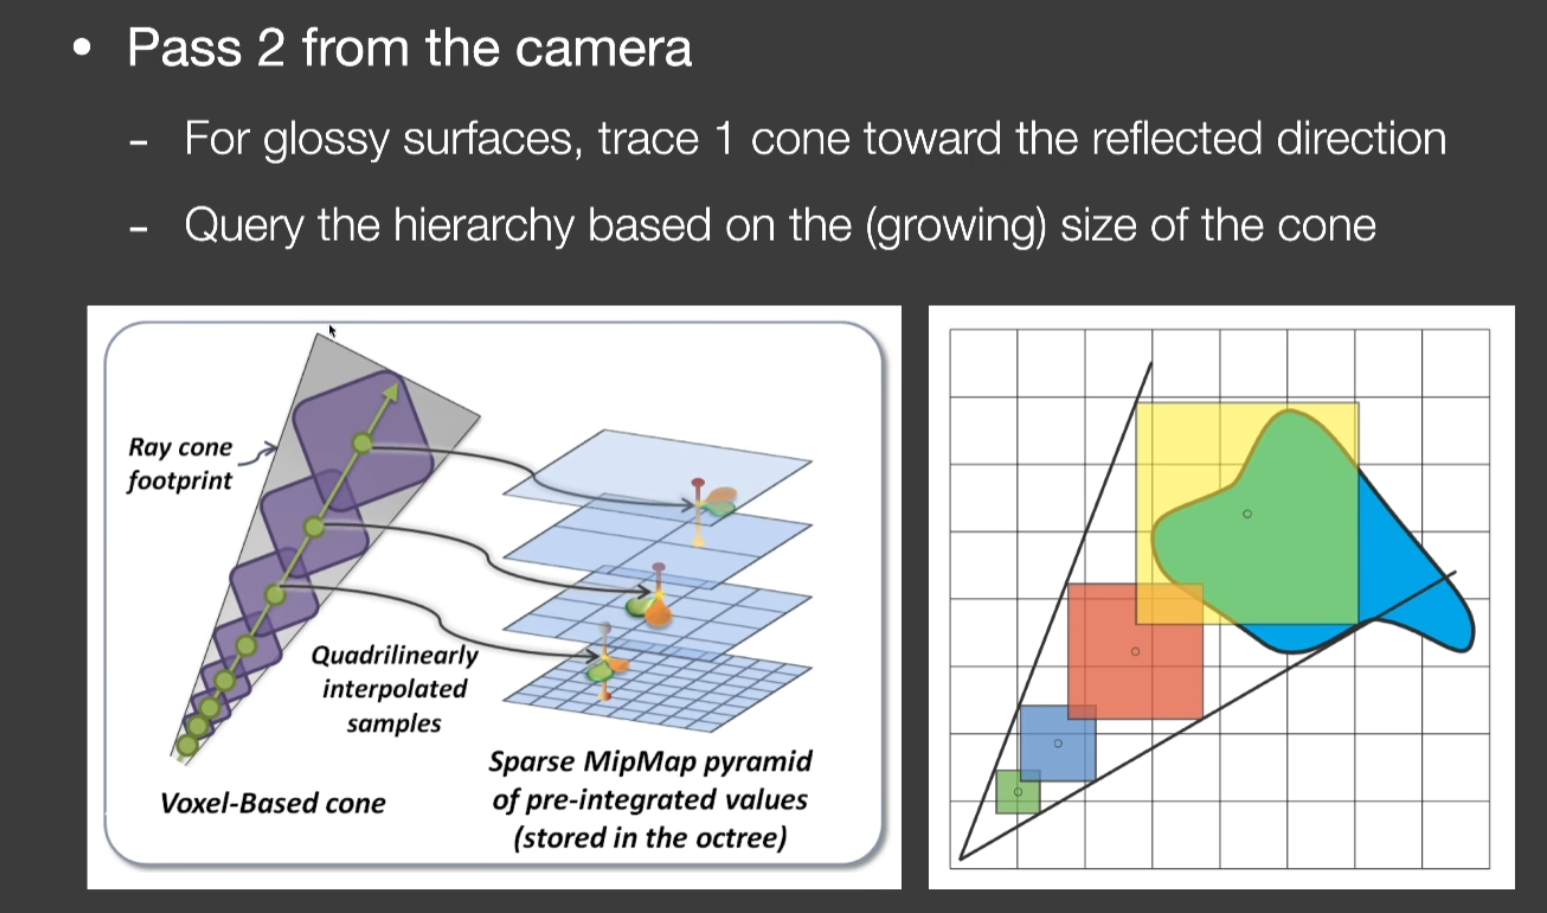 • Pass 2 from the camera
- For glossy surfaces, trace 1 cone toward the reflected direction
- Query the hierarchy based on the (growing) size of the cone
Ray cone
footprint
Quadrilinearly
interpolated
samples
Voxel-Based cone
Sparse MipMap pyramid
of pre-integrated values
(stored in the octree)